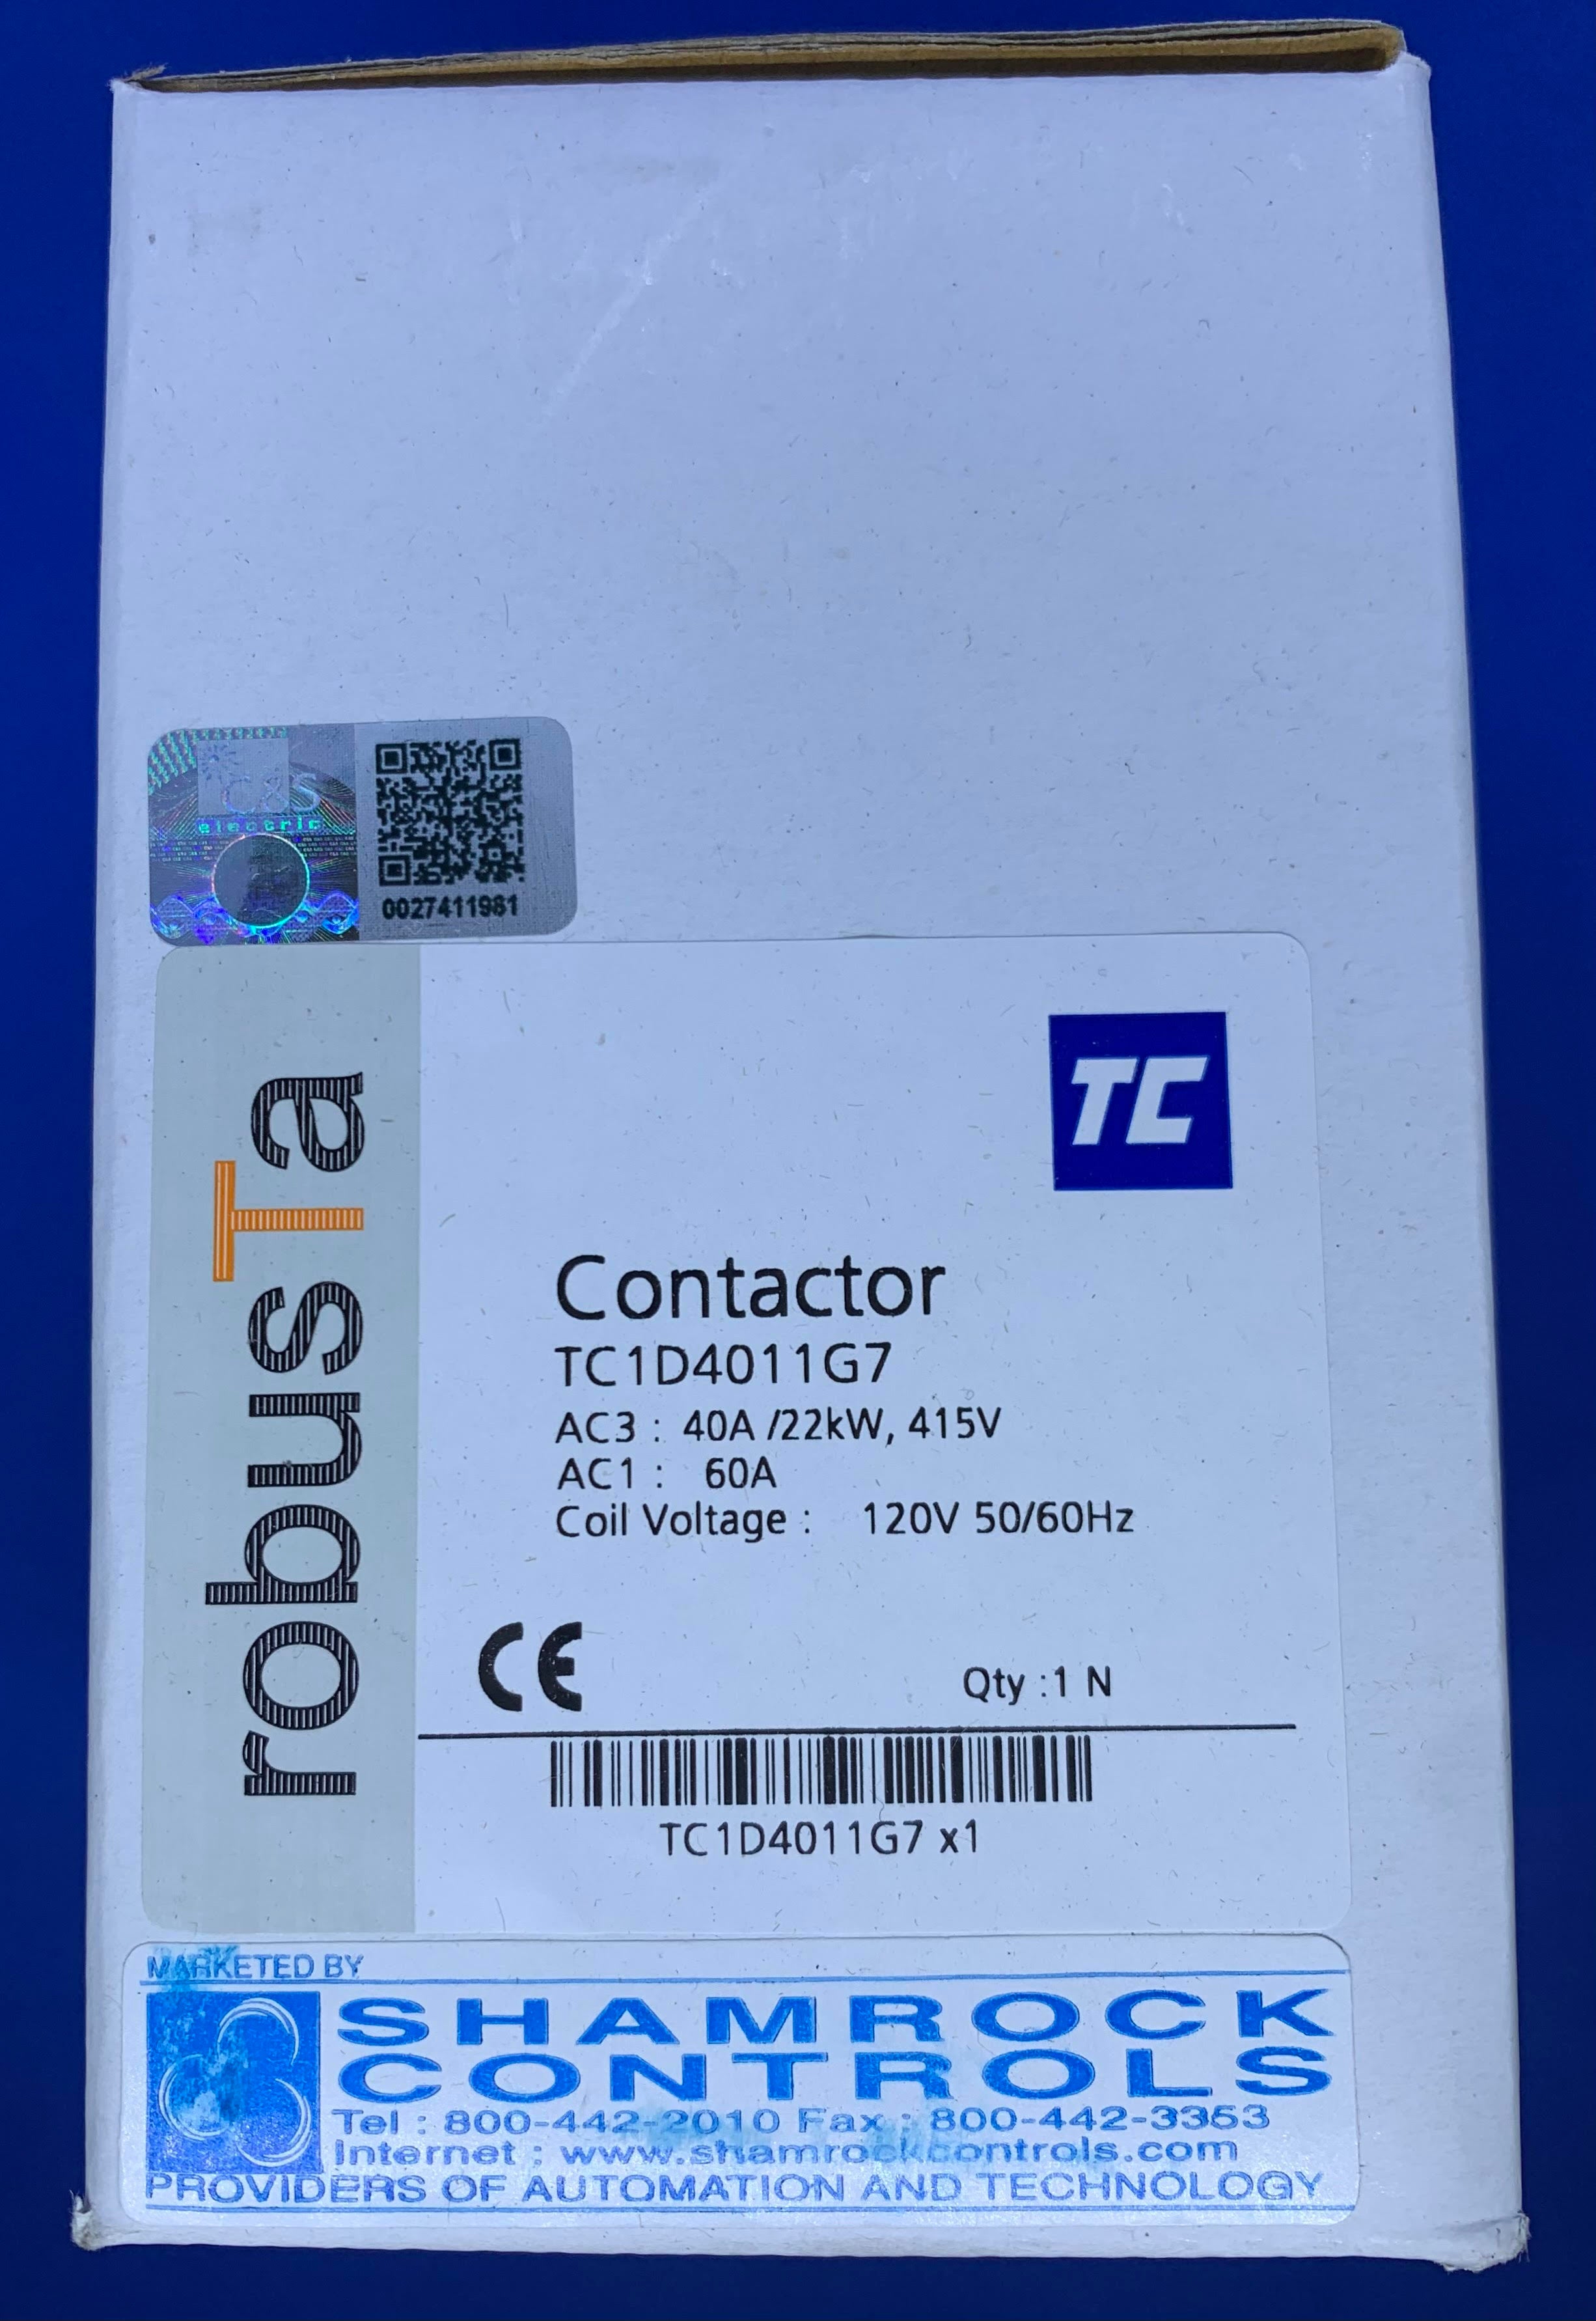 C&S
electric
0027411981
robusTa
TC
Contactor
TC1D4011G7
AC3 : 40A /22kW, 415V
AC1 : 60A
Coil Voltage : 120V 50/60Hz
CE
Qty :1 N
TC1D4011G7 x1
MARKETED BY
SHAMROCK
CONTROLS
Tel : 800-442-2010 Fax : 800-442-3353
Internet : www.shamrockcontrols.com
PROVIDERS OF AUTOMATION AND TECHNOLOGY